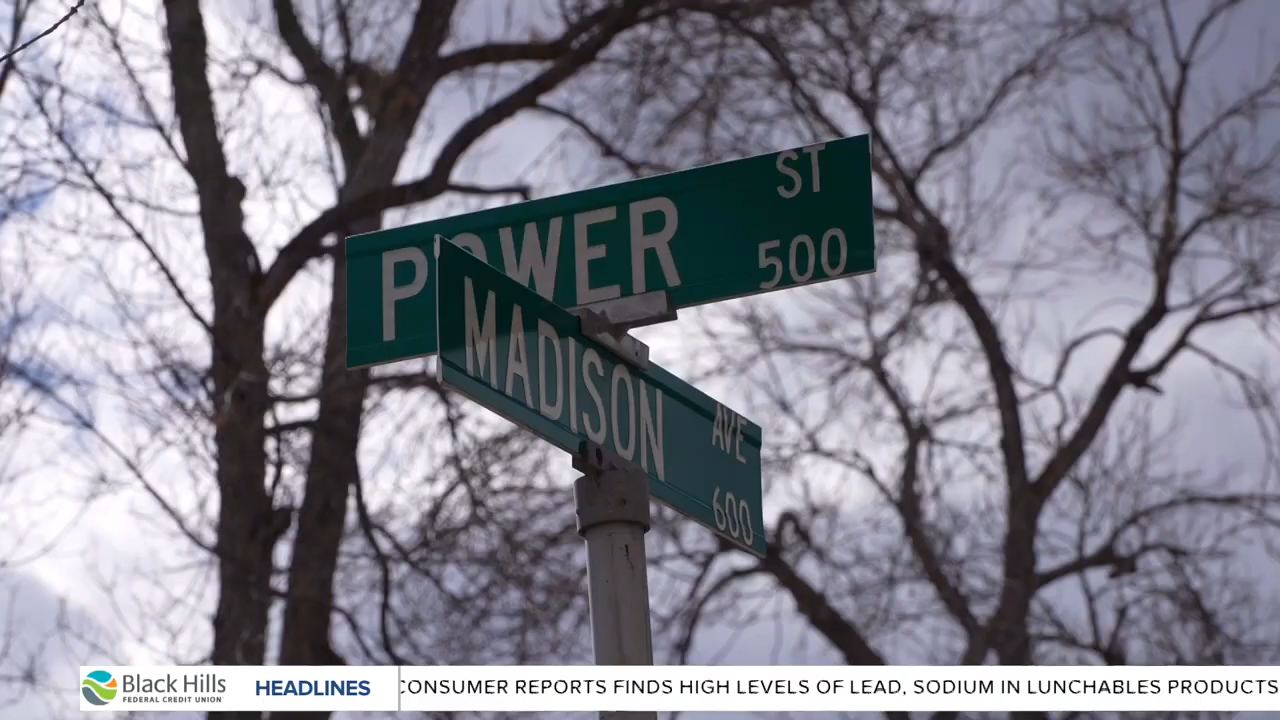 POWER ST
500
MADISON AVE
600
Black Hills
FEDERAL CREDIT UNION
HEADLINES
CONSUMER REPORTS FINDS HIGH LEVELS OF LEAD, SODIUM IN LUNCHABLES PRODUCTS